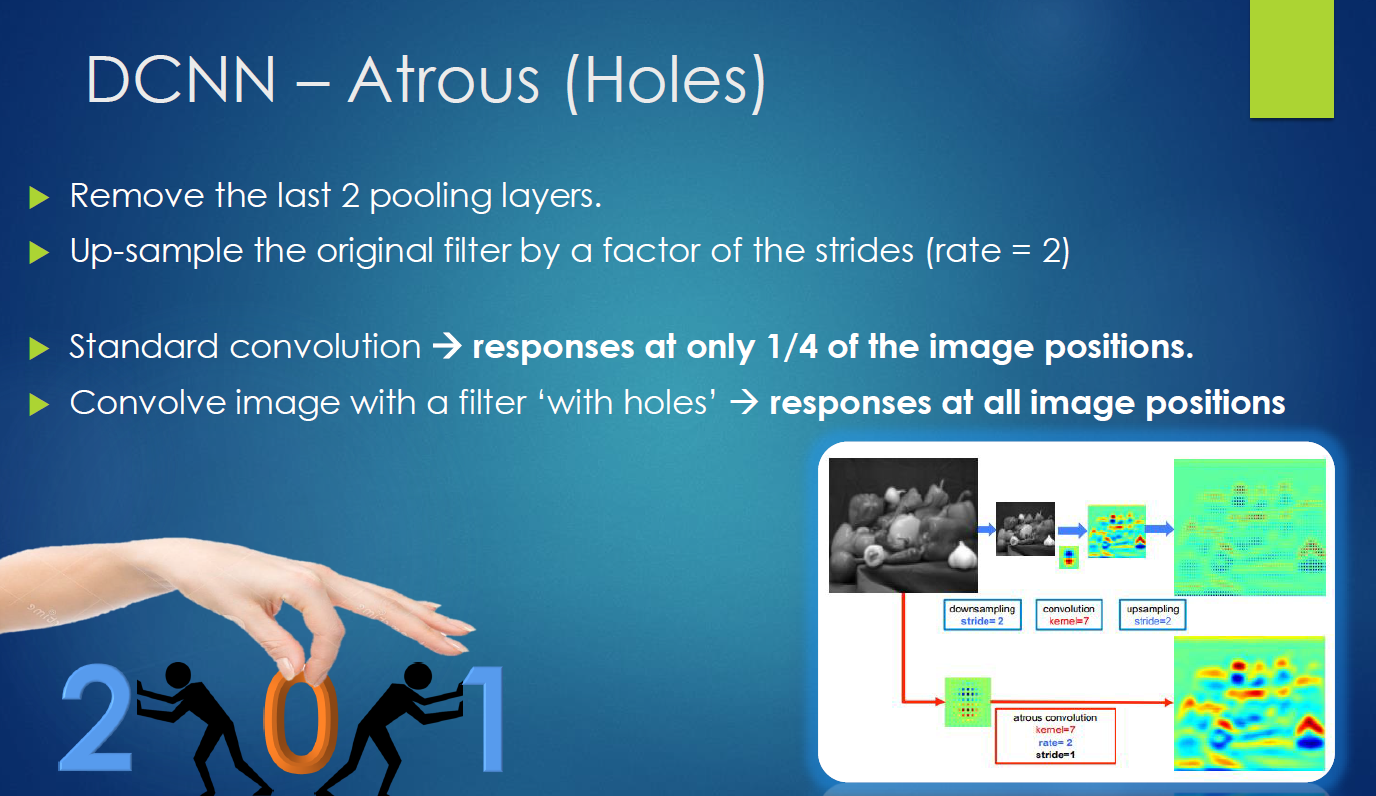 DCNN – Atrous (Holes)
Remove the last 2 pooling layers.
Up-sample the original filter by a factor of the strides (rate = 2)
Standard convolution → responses at only 1/4 of the image positions.
Convolve image with a filter ‘with holes’ → responses at all image positions
downsampling
stride= 2
convolution
kernel=7
upsampling
stride=2
atrous convolution
kernel=7
rate= 2
stride=1
2 0 1